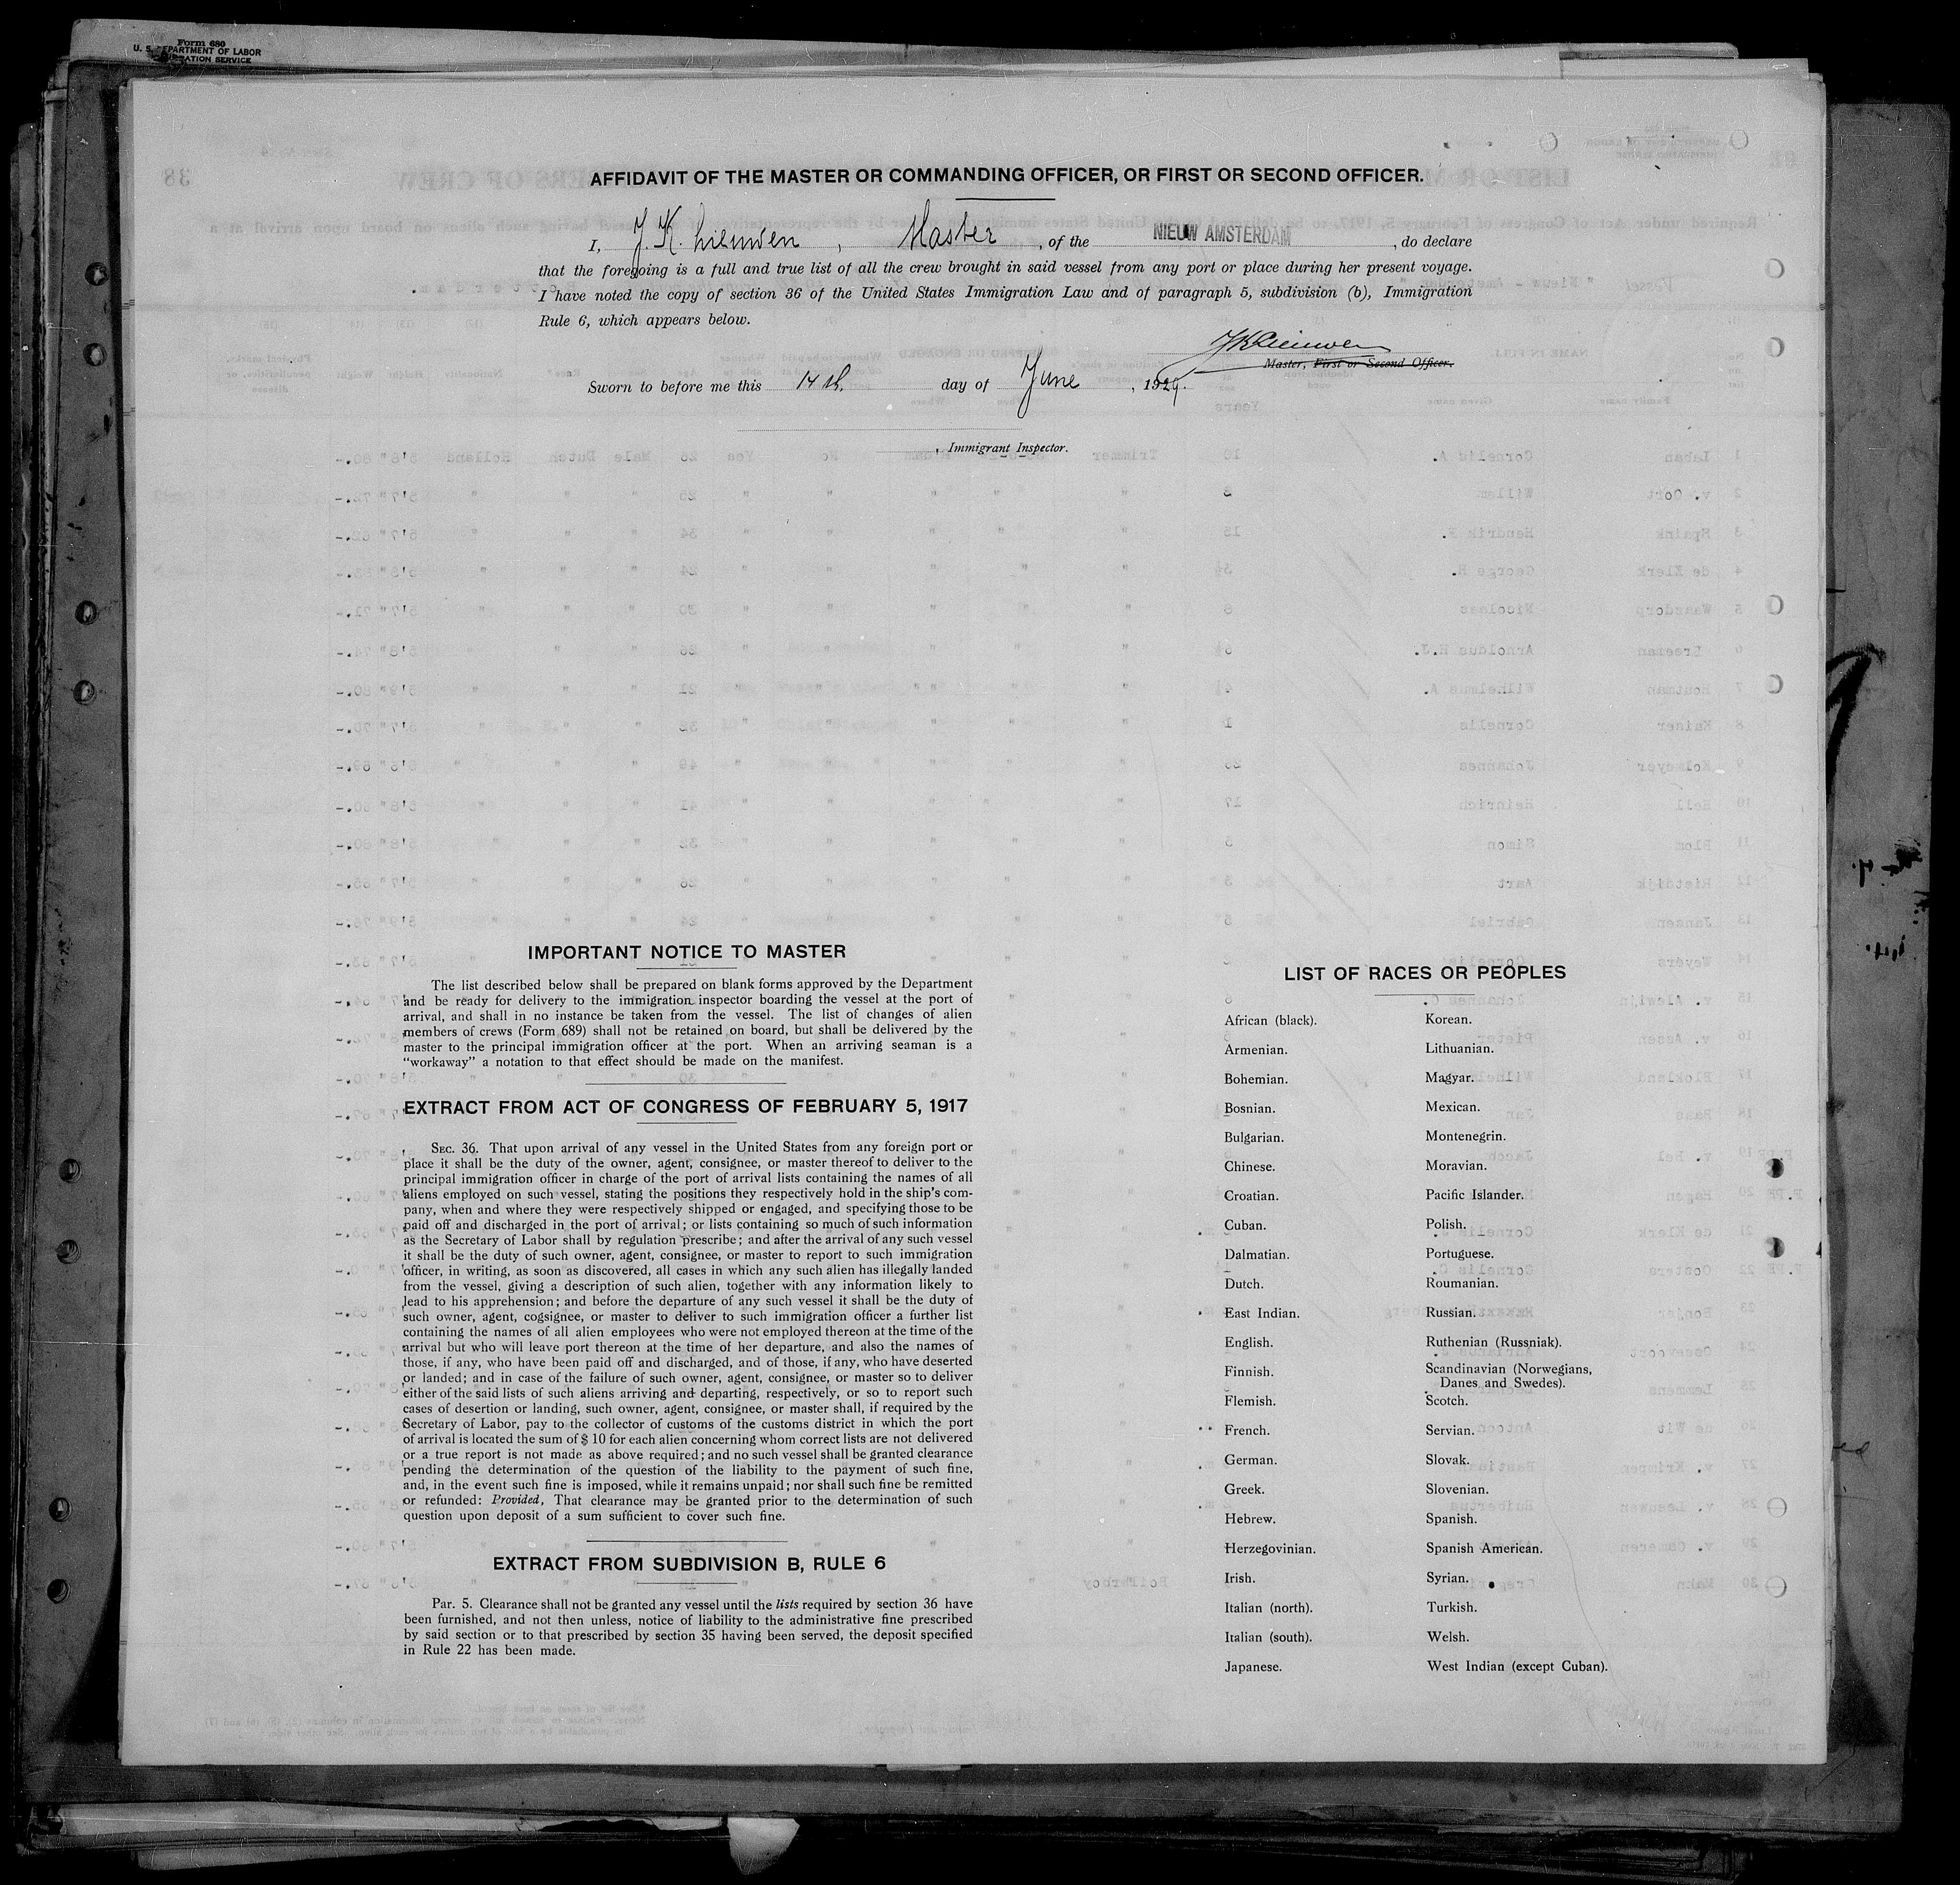 Form 680
U. S. DEPARTMENT OF LABOR
AFFIDAVIT OF THE MASTER OR COMMANDING OFFICER, OR FIRST OR SECOND OFFICER.
I, J. K. Lieuwen, Master, of the NIEUW AMSTERDAM, do declare
that the foregoing is a full and true list of all the crew brought in said vessel from any port or place during her present voyage.
I have noted the copy of section 36 of the United States Immigration Law and of paragraph 5, subdivision (b), Immigration
Rule 6, which appears below.
JKLieuwen
Master, First or Second Officer.
Sworn to before me this 14th. day of June, 1929.
, Immigrant Inspector.
IMPORTANT NOTICE TO MASTER
The list described below shall be prepared on blank forms approved by the Department
and be ready for delivery to the immigration inspector boarding the vessel at the port of
arrival, and shall in no instance be taken from the vessel. The list of changes of alien
members of crews (Form 689) shall not be retained on board, but shall be delivered by the
master to the principal immigration officer at the port. When an arriving seaman is a
“workaway” a notation to that effect should be made on the manifest.
EXTRACT FROM ACT OF CONGRESS OF FEBRUARY 5, 1917
SEC. 36. That upon arrival of any vessel in the United States from any foreign port or
place it shall be the duty of the owner, agent, consignee, or master thereof to deliver to the
principal immigration officer in charge of the port of arrival lists containing the names of all
aliens employed on such vessel, stating the positions they respectively hold in the ship's com-
pany, when and where they were respectively shipped or engaged, and specifying those to be
paid off and discharged in the port of arrival; or lists containing so much of such information
as the Secretary of Labor shall by regulation prescribe; and after the arrival of any such vessel
it shall be the duty of such owner, agent, consignee, or master to report to such immigration
officer, in writing, as soon as discovered, all cases in which any such alien has illegally landed
from the vessel, giving a description of such alien, together with any information likely to
lead to his apprehension; and before the departure of any such vessel it shall be the duty of
such owner, agent, cogsignee, or master to deliver to such immigration officer a further list
containing the names of all alien employees who were not employed thereon at the time of the
arrival but who will leave port thereon at the time of her departure, and also the names of
those, if any, who have been paid off and discharged, and of those, if any, who have deserted
or landed; and in case of the failure of such owner, agent, consignee, or master so to deliver
either of the said lists of such aliens arriving and departing, respectively, or so to report such
cases of desertion or landing, such owner, agent, consignee, or master shall, if required by the
Secretary of Labor, pay to the collector of customs of the customs district in which the port
of arrival is located the sum of $ 10 for each alien concerning whom correct lists are not delivered
or a true report is not made as above required; and no such vessel shall be granted clearance
pending the determination of the question of the liability to the payment of such fine,
and, in the event such fine is imposed, while it remains unpaid; nor shall such fine be remitted
or refunded: Provided, That clearance may be granted prior to the determination of such
question upon deposit of a sum sufficient to cover such fine.
EXTRACT FROM SUBDIVISION B, RULE 6
Par. 5. Clearance shall not be granted any vessel until the lists required by section 36 have
been furnished, and not then unless, notice of liability to the administrative fine prescribed
by said section or to that prescribed by section 35 having been served, the deposit specified
in Rule 22 has been made.
LIST OF RACES OR PEOPLES
African (black).
Armenian.
Bohemian.
Bosnian.
Bulgarian.
Chinese.
Croatian.
Cuban.
Dalmatian.
Dutch.
East Indian.
English.
Finnish.
Flemish.
French.
German.
Greek.
Hebrew.
Herzegovinian.
Irish.
Italian (north).
Italian (south).
Japanese.
Korean.
Lithuanian.
Magyar.
Mexican.
Montenegrin.
Moravian.
Pacific Islander.
Polish.
Portuguese.
Roumanian.
Russian.
Ruthenian (Russniak).
Scandinavian (Norwegians,
Danes and Swedes).
Scotch.
Servian.
Slovak.
Slovenian.
Spanish.
Spanish American.
Syrian.
Turkish.
Welsh.
West Indian (except Cuban).